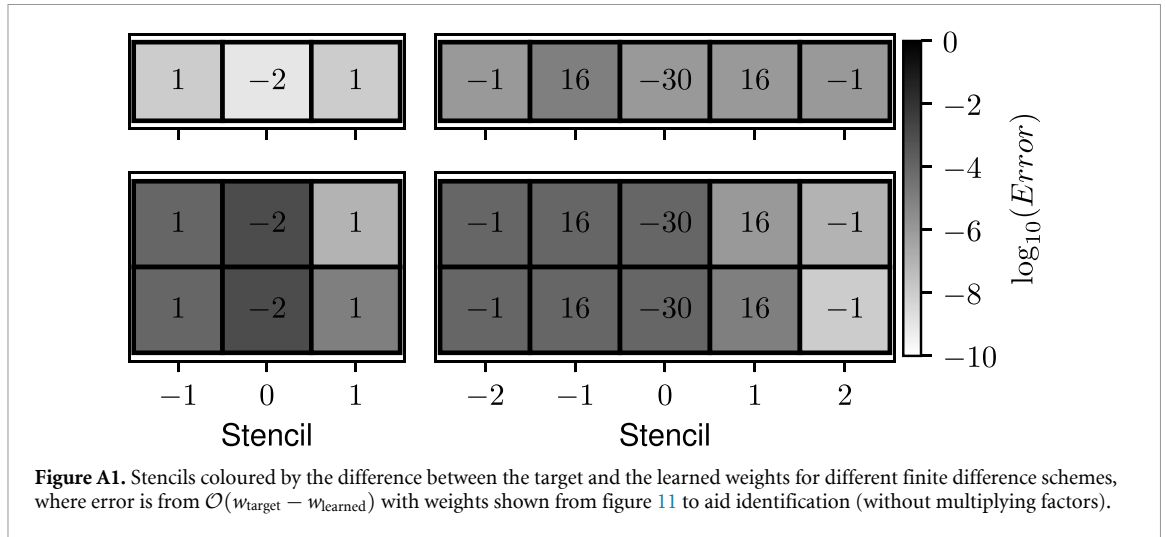 1 −2 1 −1 16 −30 16 −1
1 −2 1 −1 16 −30 16 −1
1 −2 1 −1 16 −30 16 −1
−1 0 1 −2 −1 0 1 2
Stencil Stencil
0
−2
−4
−6
−8
−10
log10(Error)
Figure A1. Stencils coloured by the difference between the target and the learned weights for different finite difference schemes,
where error is from 𝒪(wtarget − wlearned) with weights shown from figure 11 to aid identification (without multiplying factors).